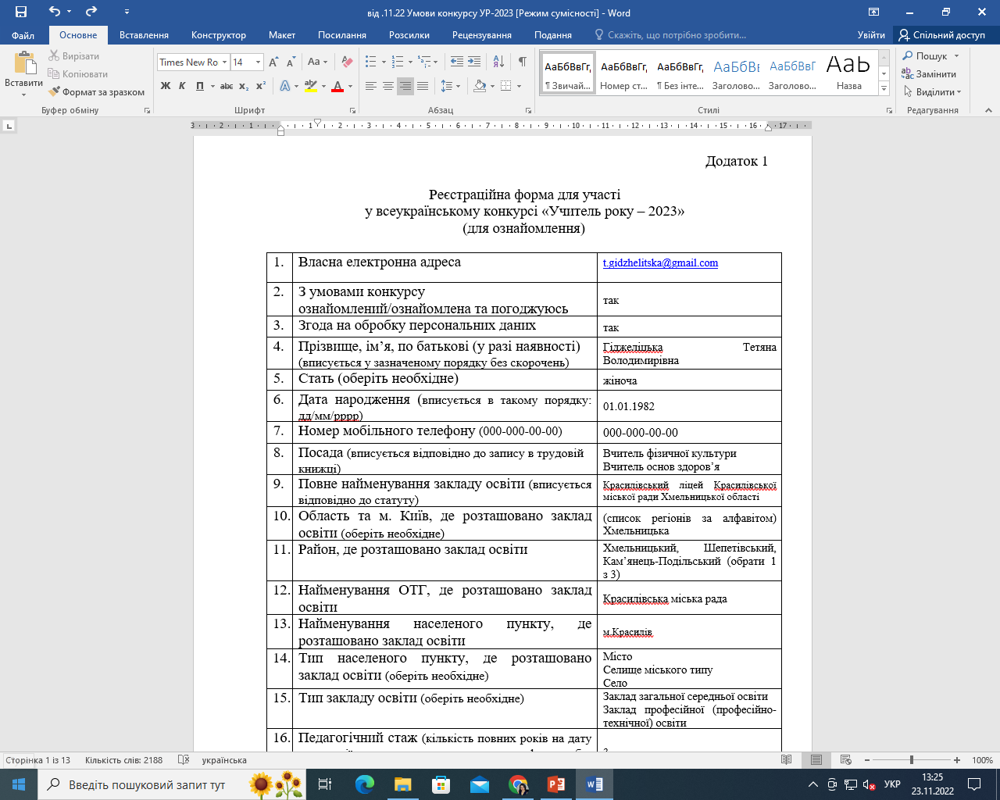 від .11.22 Умови конкурсу УР-2023 [Режим сумісності] - Word
Файл Основне Вставлення Конструктор Макет Посилання Розсилки Рецензування Подання Скажіть, що потрібно зробити... Увійти Спільний доступ
Вставити
Вирізати
Копіювати
Формат за зразком
Буфер обміну
Times New Ro 14
Шрифт
Абзац
АаБбВвГг, АаБбВвГг, АаБбВвГг, АаБбВ АаБбВвГ АаЬ
¶ Звичай... Номер ст... ¶ Без інте... Заголово... Заголово... Назва
Стилі
Пошук
Замінити
Виділити
Редагування
3 2 1 1 2 3 4 5 6 7 8 9 10 11 12 13 14 15 16 17
Додаток 1
Реєстраційна форма для участі
у всеукраїнському конкурсі «Учитель року – 2023»
(для ознайомлення)
1. Власна електронна адреса t.gidzhelitska@gmail.com
2. З умовами конкурсу
ознайомлений/ознайомлена та погоджуюсь так
3. Згода на обробку персональних даних так
4. Прізвище, ім’я, по батькові (у разі наявності)
(вписується у зазначеному порядку без скорочень)
Гіджеліцька Тетяна
Володимирівна
5. Стать (оберіть необхідне) жіноча
6. Дата народження (вписується в такому порядку:
дд/мм/рррр) 01.01.1982
7. Номер мобільного телефону (000-000-00-00) 000-000-00-00
8. Посада (вписується відповідно до запису в трудовій
книжці)
Вчитель фізичної культури
Вчитель основ здоров’я
9. Повне найменування закладу освіти (вписується
відповідно до статуту)
Красилівський ліцей Красилівської
міської ради Хмельницької області
10. Область та м. Київ, де розташовано заклад
освіти (оберіть необхідне)
(список регіонів за алфавітом)
Хмельницька
11. Район, де розташовано заклад освіти
Хмельницький, Шепетівський,
Кам’янець-Подільський (обрати 1
з 3)
12. Найменування ОТГ, де розташовано заклад
освіти
Красилівська міська рада
13. Найменування населеного пункту, де
розташовано заклад освіти
м.Красилів
14. Тип населеного пункту, де розташовано
заклад освіти (оберіть необхідне)
Місто
Селище міського типу
Село
15. Тип закладу освіти (оберіть необхідне)
Заклад загальної середньої освіти
Заклад професійної (професійно-
технічної) освіти
16. Педагогічний стаж (кількість повних років на дату
Сторінка 1 із 13 Кількість слів: 2188 українська 100%
Введіть пошуковий запит тут
УКР
13:25
23.11.2022